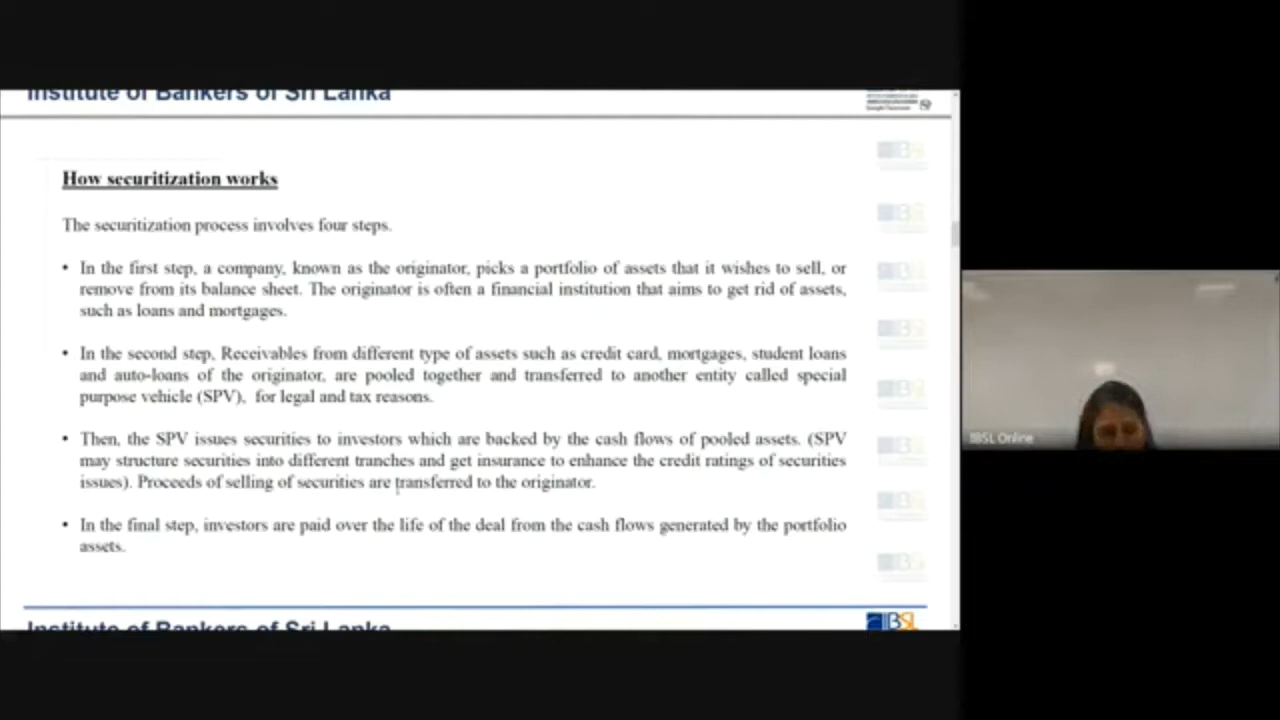 Institute of Bankers of Sri Lanka
How securitization works
The securitization process involves four steps.
• In the first step, a company, known as the originator, picks a portfolio of assets that it wishes to sell, or
remove from its balance sheet. The originator is often a financial institution that aims to get rid of assets,
such as loans and mortgages.
• In the second step, Receivables from different type of assets such as credit card, mortgages, student loans
and auto-loans of the originator, are pooled together and transferred to another entity called special
purpose vehicle (SPV), for legal and tax reasons.
• Then, the SPV issues securities to investors which are backed by the cash flows of pooled assets. (SPV
may structure securities into different tranches and get insurance to enhance the credit ratings of securities
issues). Proceeds of selling of securities are transferred to the originator.
• In the final step, investors are paid over the life of the deal from the cash flows generated by the portfolio
assets.
Institute of Bankers of Sri Lanka
IBSL
IBSL Online